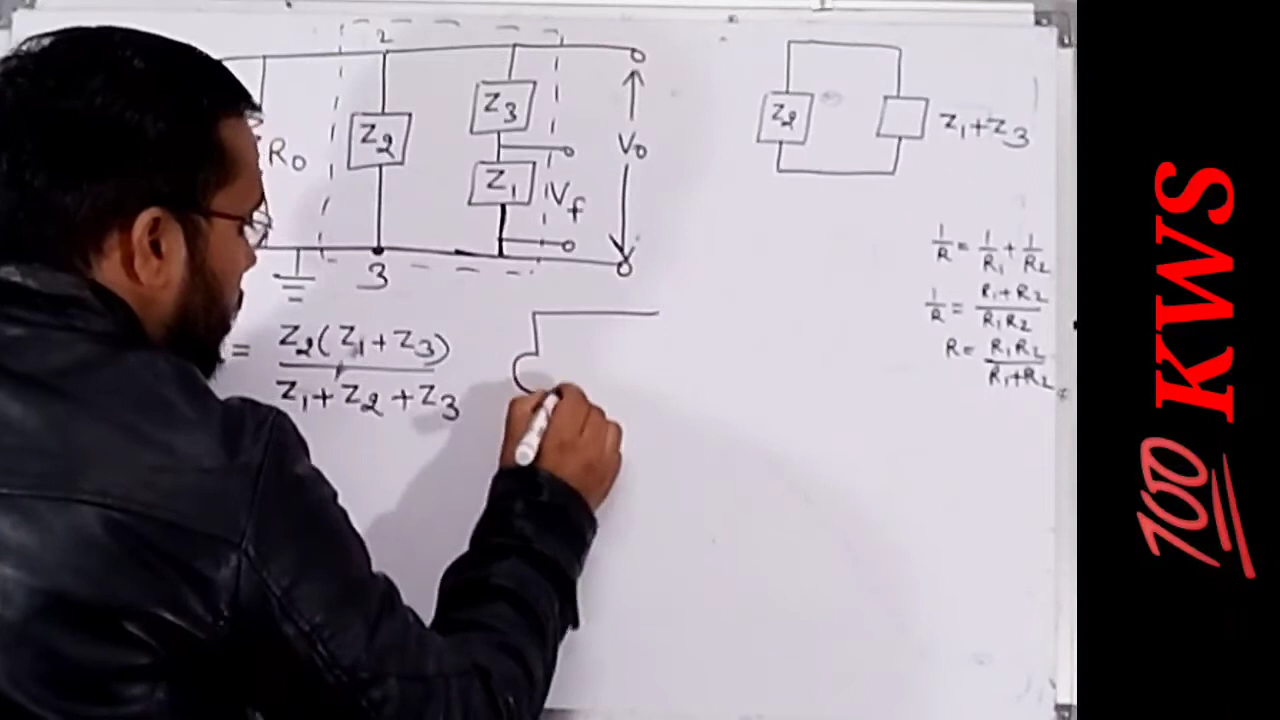 2
Z3
Z2
Z1
R0
V0
Vf
3
Z2
Z1+Z3
= Z2(Z1+Z3) / Z1+Z2+Z3
1/R = 1/R1 + 1/R2
1/R = R1+R2 / R1R2
R = R1R2 / R1+R2
100 KWS